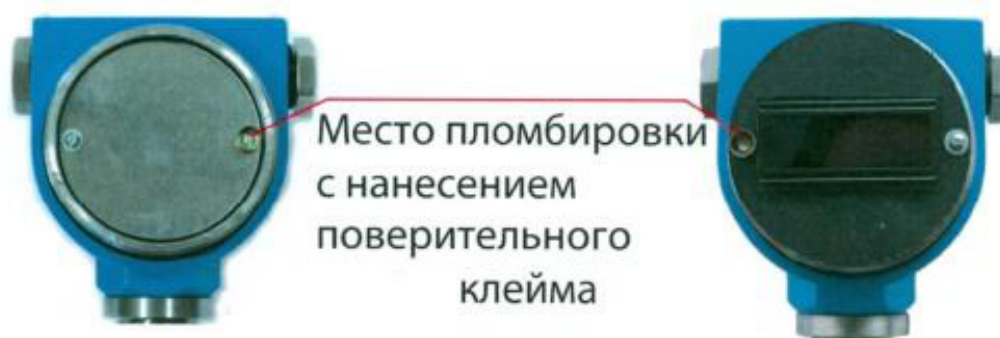 Место пломбировки
с нанесением
поверительного
клейма